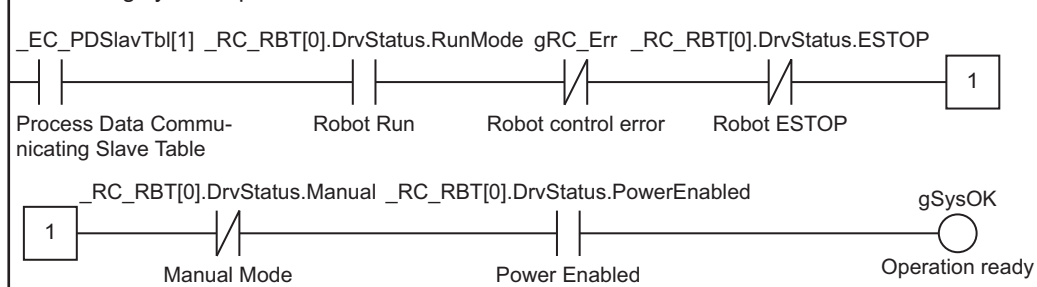 _EC_PDSlavTbl[1] _RC_RBT[0].DrvStatus.RunMode gRC_Err _RC_RBT[0].DrvStatus.ESTOP
1
Process Data Commu-
nicating Slave Table
Robot Run
Robot control error
Robot ESTOP
_RC_RBT[0].DrvStatus.Manual _RC_RBT[0].DrvStatus.PowerEnabled
gSysOK
1
Manual Mode
Power Enabled
Operation ready